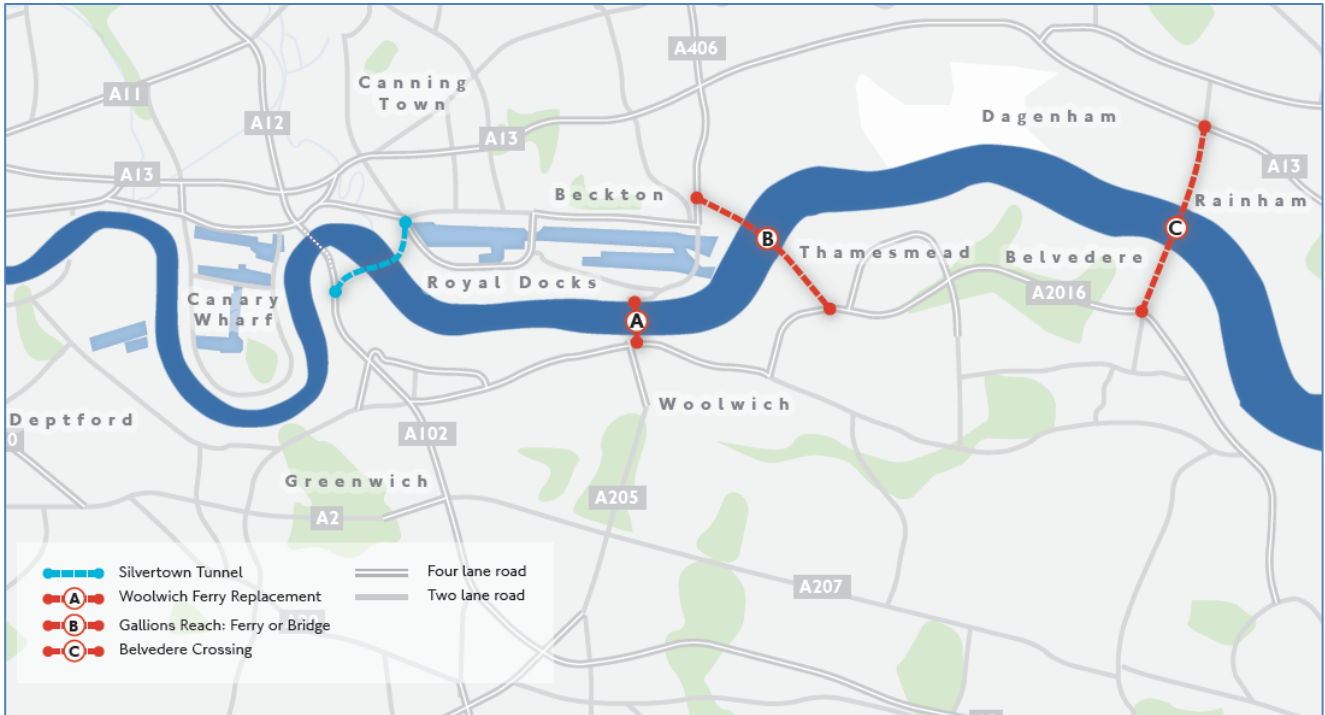 A406
Canning
Town
A11
A12
Dagenham
A13
A13
A13
Beckton
Rainham
C
B
Thamesmead
Belvedere
Royal Docks
A2016
Canary
Wharf
A
Woolwich
Deptford
A102
0
Greenwich
A205
A2
Silvertown Tunnel
Four lane road
A
Woolwich Ferry Replacement
Two lane road
A207
B
Gallions Reach: Ferry or Bridge
C
Belvedere Crossing